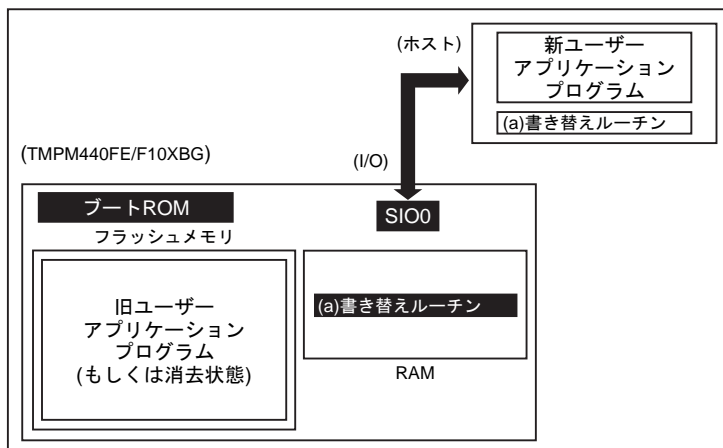 (ホスト)
新ユーザー
アプリケーション
プログラム
(a)書き替えルーチン
(TMPM440FE/F10XBG)
(I/O)
ブートROM
SIO0
フラッシュメモリ
旧ユーザー
アプリケーション
プログラム
(もしくは消去状態)
(a)書き替えルーチン
RAM